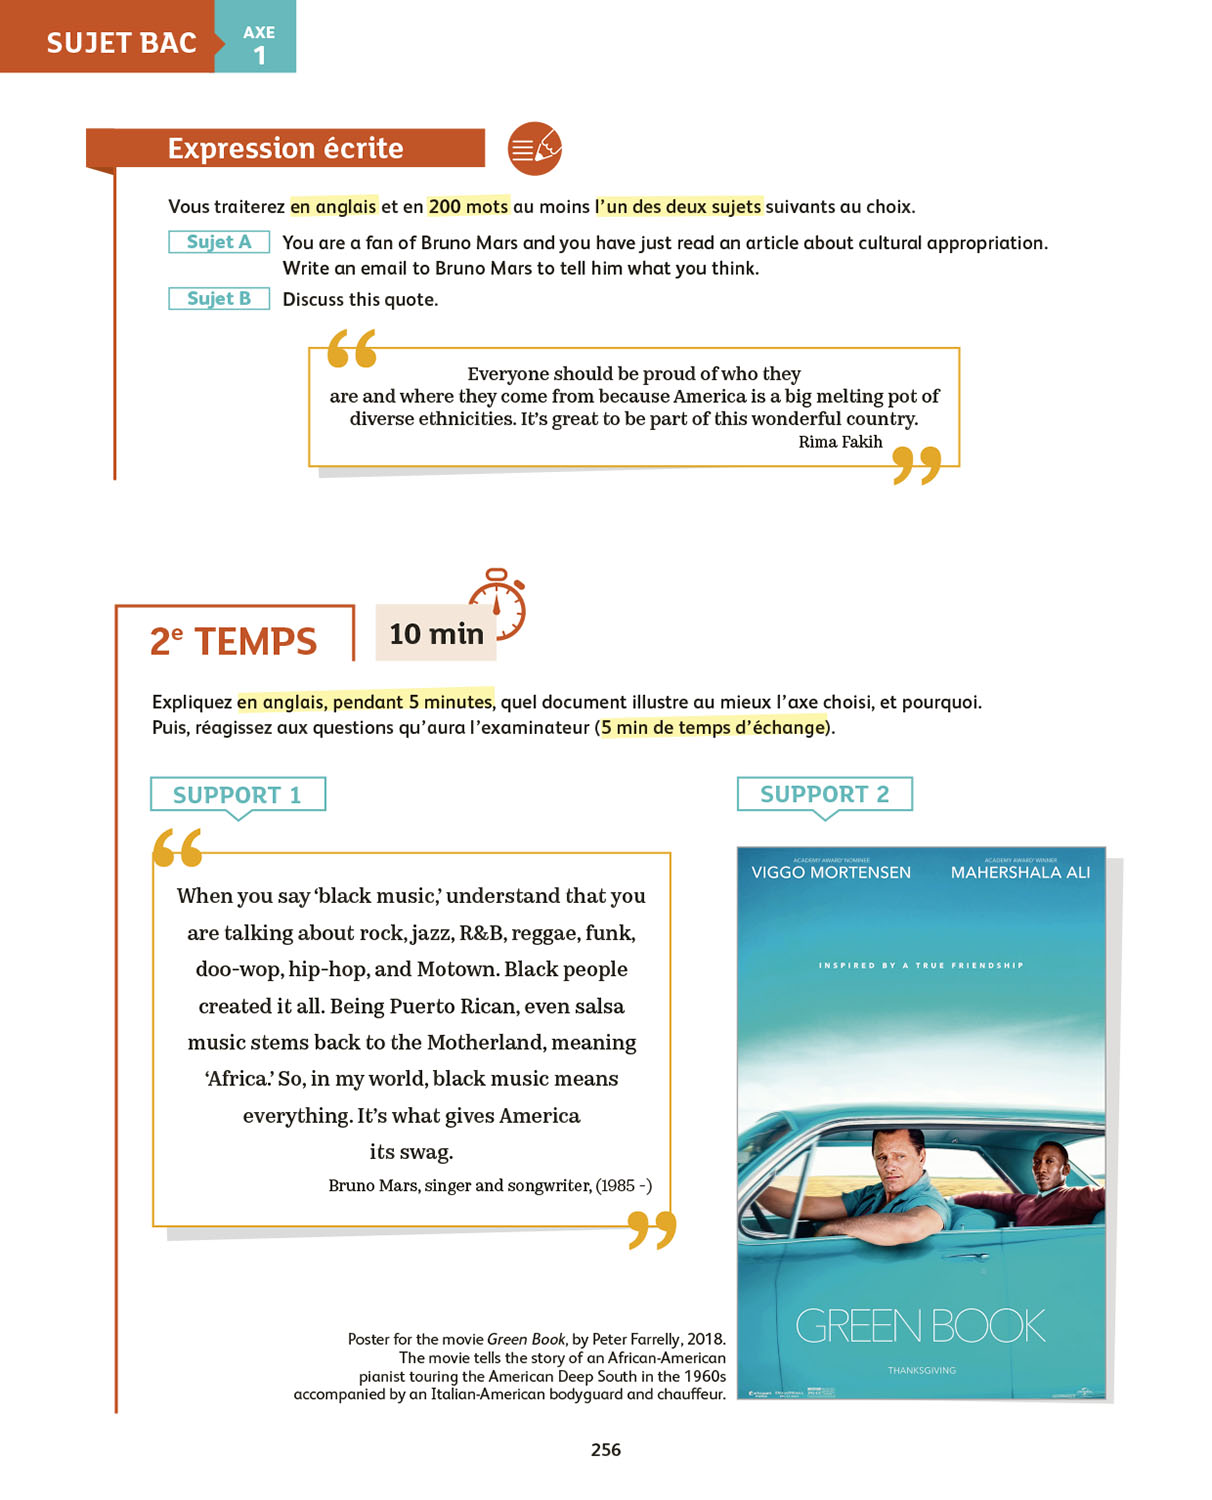 SUJET BAC
AXE
1
Expression écrite
Vous traiterez en anglais et en 200 mots au moins l'un des deux sujets suivants au choix.
Sujet A
You are a fan of Bruno Mars and you have just read an article about cultural appropriation.
Write an email to Bruno Mars to tell him what you think.
Sujet B
Discuss this quote.
“
Everyone should be proud of who they
are and where they come from because America is a big melting pot of
diverse ethnicities. It's great to be part of this wonderful country.
Rima Fakih
”
2e TEMPS
10 min
Expliquez en anglais, pendant 5 minutes, quel document illustre au mieux l'axe choisi, et pourquoi.
Puis, réagissez aux questions qu'aura l'examinateur (5 min de temps d'échange).
SUPPORT 1
“
When you say ‘black music,’ understand that you
are talking about rock, jazz, R&B, reggae, funk,
doo-wop, hip-hop, and Motown. Black people
created it all. Being Puerto Rican, even salsa
music stems back to the Motherland, meaning
‘Africa.’ So, in my world, black music means
everything. It's what gives America
its swag.
Bruno Mars, singer and songwriter, (1985 -)
”
SUPPORT 2
ACADEMY AWARD® NOMINEE
VIGGO MORTENSEN
ACADEMY AWARD® WINNER
MAHERSHALA ALI
INSPIRED BY A TRUE FRIENDSHIP
GREEN BOOK
THANKSGIVING
Poster for the movie Green Book, by Peter Farrelly, 2018.
The movie tells the story of an African-American
pianist touring the American Deep South in the 1960s
accompanied by an Italian-American bodyguard and chauffeur.
256